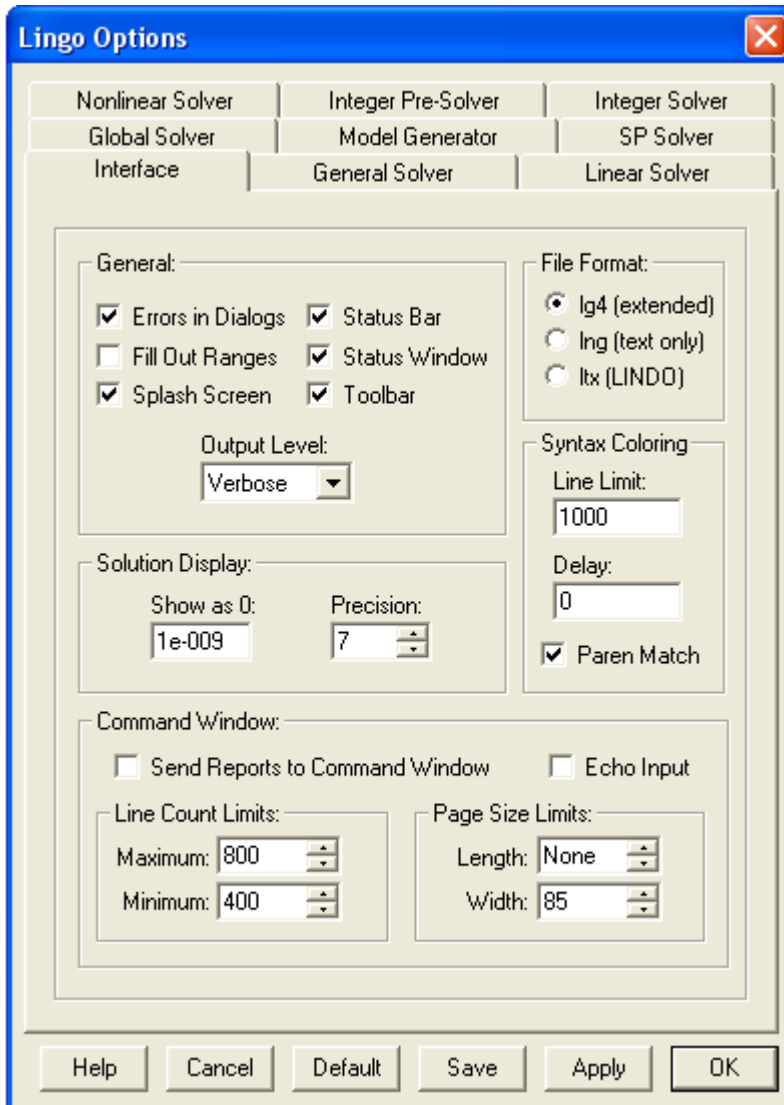 Lingo Options
Nonlinear Solver Integer Pre-Solver Integer Solver
Global Solver Model Generator SP Solver
Interface General Solver Linear Solver
General:
Errors in Dialogs Status Bar
Fill Out Ranges Status Window
Splash Screen Toolbar
Output Level:
Verbose
File Format:
lg4 (extended)
lng (text only)
ltx (LINDO)
Syntax Coloring
Line Limit:
1000
Delay:
0
Paren Match
Solution Display:
Show as 0: Precision:
1e-009 7
Command Window:
Send Reports to Command Window Echo Input
Line Count Limits:
Maximum: 800
Minimum: 400
Page Size Limits:
Length: None
Width: 85
Help Cancel Default Save Apply OK